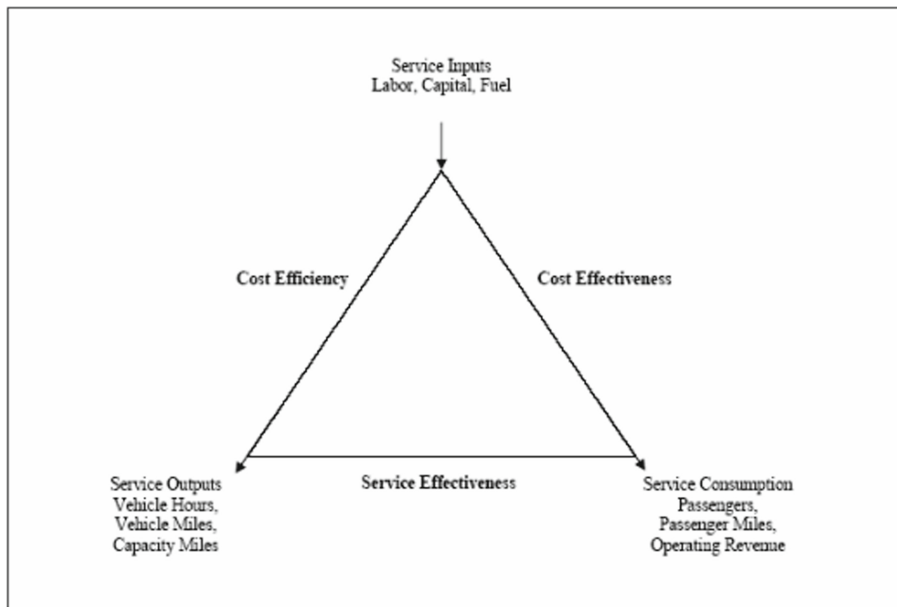 Service Inputs
Labor, Capital, Fuel
Cost Efficiency
Cost Effectiveness
Service Effectiveness
Service Outputs
Vehicle Hours,
Vehicle Miles,
Capacity Miles
Service Consumption
Passengers,
Passenger Miles,
Operating Revenue